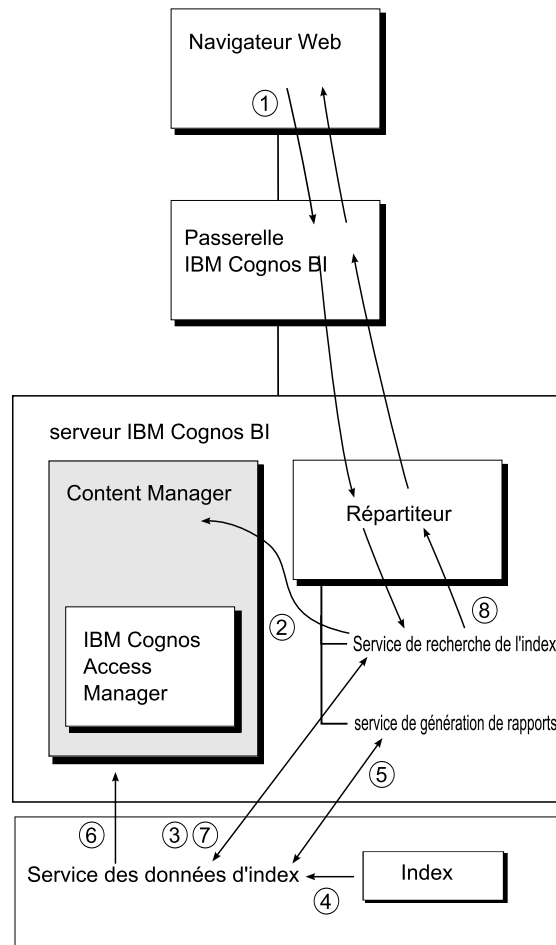 Navigateur Web
①
Passerelle
IBM Cognos BI
serveur IBM Cognos BI
Content Manager
Répartiteur
⑧
②
IBM Cognos
Access
Manager
Service de recherche de l'index
service de génération de rapports
⑤
⑥
③ ⑦
Service des données d'index
④
Index